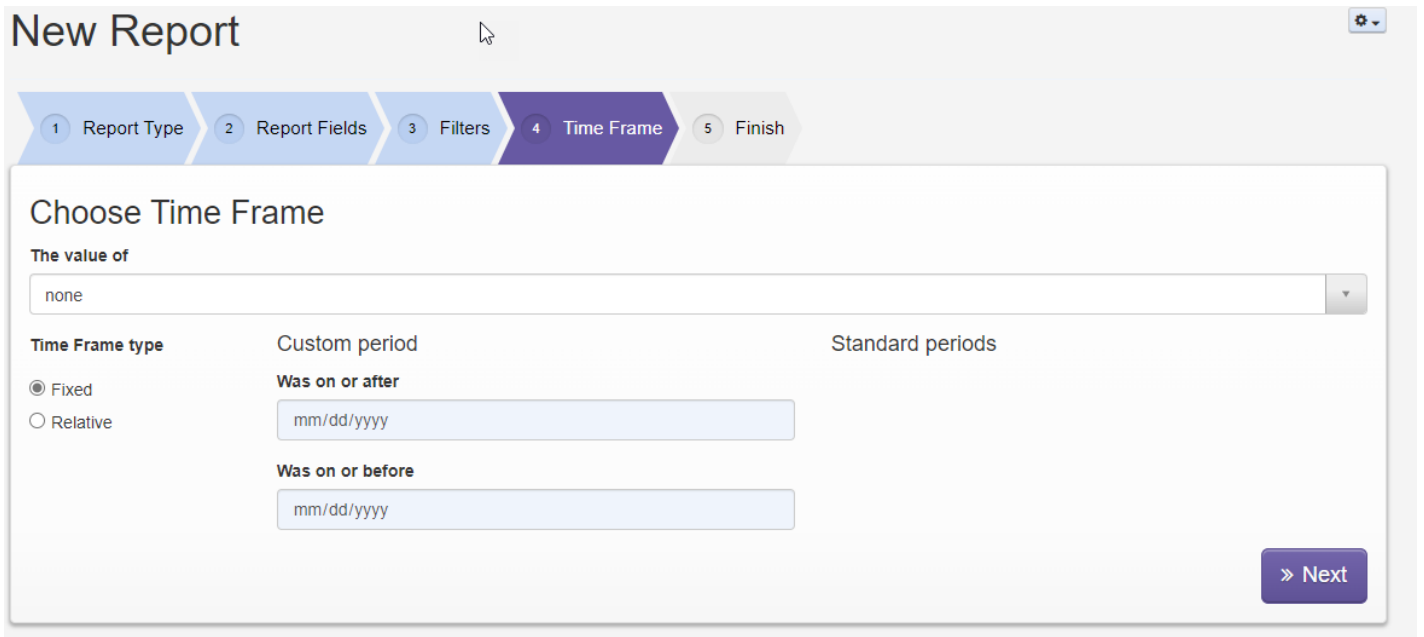 New Report
1 Report Type 2 Report Fields 3 Filters 4 Time Frame 5 Finish
Choose Time Frame
The value of
none
Time Frame type
Fixed
Relative
Custom period
Was on or after
mm/dd/yyyy
Was on or before
mm/dd/yyyy
Standard periods
» Next